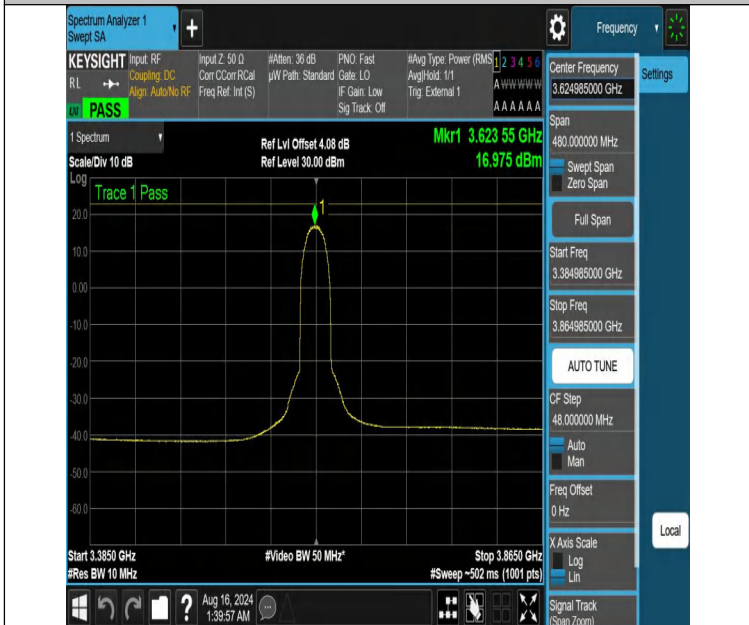 Spectrum Analyzer 1
Swept SA
+
Frequency
KEYSIGHT
RL
PASS
Input: RF
Coupling: DC
Align: Auto/No RF
Input Z: 50 Ω
Corr CCorr RCal
Freq Ref: Int (S)
#Atten: 36 dB
µW Path: Standard
PNO: Fast
Gate: LO
IF Gain: Low
Sig Track: Off
#Avg Type: Power (RMS
Avg|Hold: 1/1
Trig: External 1
1 2 3 4 5 6
A W W W W W
A A A A A A
1 Spectrum
Scale/Div 10 dB
Log
Ref Lvl Offset 4.08 dB
Ref Level 30.00 dBm
Mkr1 3.623 55 GHz
16.975 dBm
Trace 1 Pass
1
20.0
10.0
0.00
-10.0
-20.0
-30.0
-40.0
-50.0
-60.0
Start 3.3850 GHz
#Res BW 10 MHz
#Video BW 50 MHz*
Stop 3.8650 GHz
#Sweep ~502 ms (1001 pts)
?
Aug 16, 2024
1:39:57 AM
Center Frequency
3.624985000 GHz
Settings
Span
480.000000 MHz
Swept Span
Zero Span
Full Span
Start Freq
3.384985000 GHz
Stop Freq
3.864985000 GHz
AUTO TUNE
CF Step
48.000000 MHz
Auto
Man
Freq Offset
0 Hz
X Axis Scale
Log
Lin
Local
Signal Track
(Span Zoom)